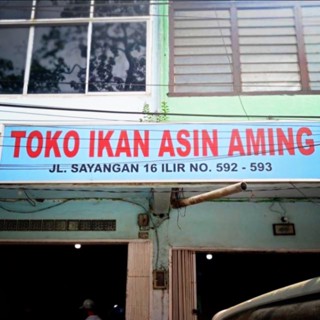 TOKO IKAN ASIN AMING
JL. SAYANGAN 16 ILIR NO. 592 - 593